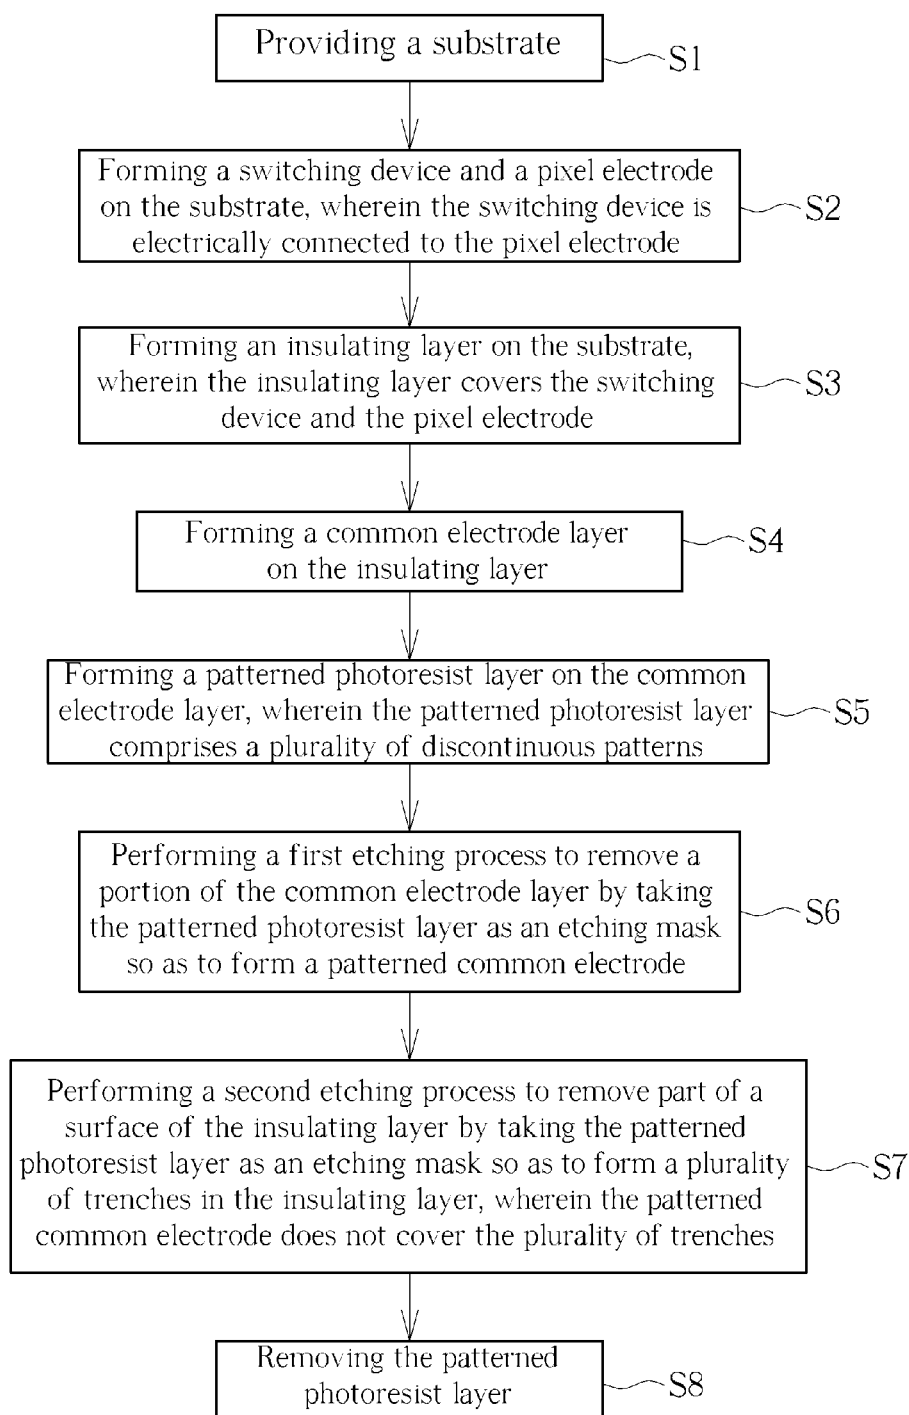 Providing a substrate
S1
Forming a switching device and a pixel electrode
on the substrate, wherein the switching device is
electrically connected to the pixel electrode
S2
Forming an insulating layer on the substrate,
wherein the insulating layer covers the switching
device and the pixel electrode
S3
Forming a common electrode layer
on the insulating layer
S4
Forming a patterned photoresist layer on the common
electrode layer, wherein the patterned photoresist layer
comprises a plurality of discontinuous patterns
S5
Performing a first etching process to remove a
portion of the common electrode layer by taking
the patterned photoresist layer as an etching mask
so as to form a patterned common electrode
S6
Performing a second etching process to remove part of a
surface of the insulating layer by taking the patterned
photoresist layer as an etching mask so as to form a plurality
of trenches in the insulating layer, wherein the patterned
common electrode does not cover the plurality of trenches
S7
Removing the patterned
photoresist layer
S8